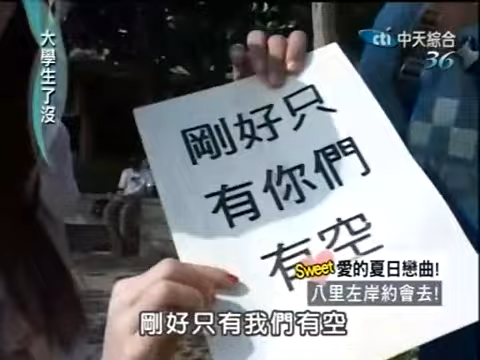 大學生了沒
cti 中天綜合
36
剛好只
有你們
有空
Sweet 愛的夏日戀曲!
八里左岸約會去!
剛好只有我們有空